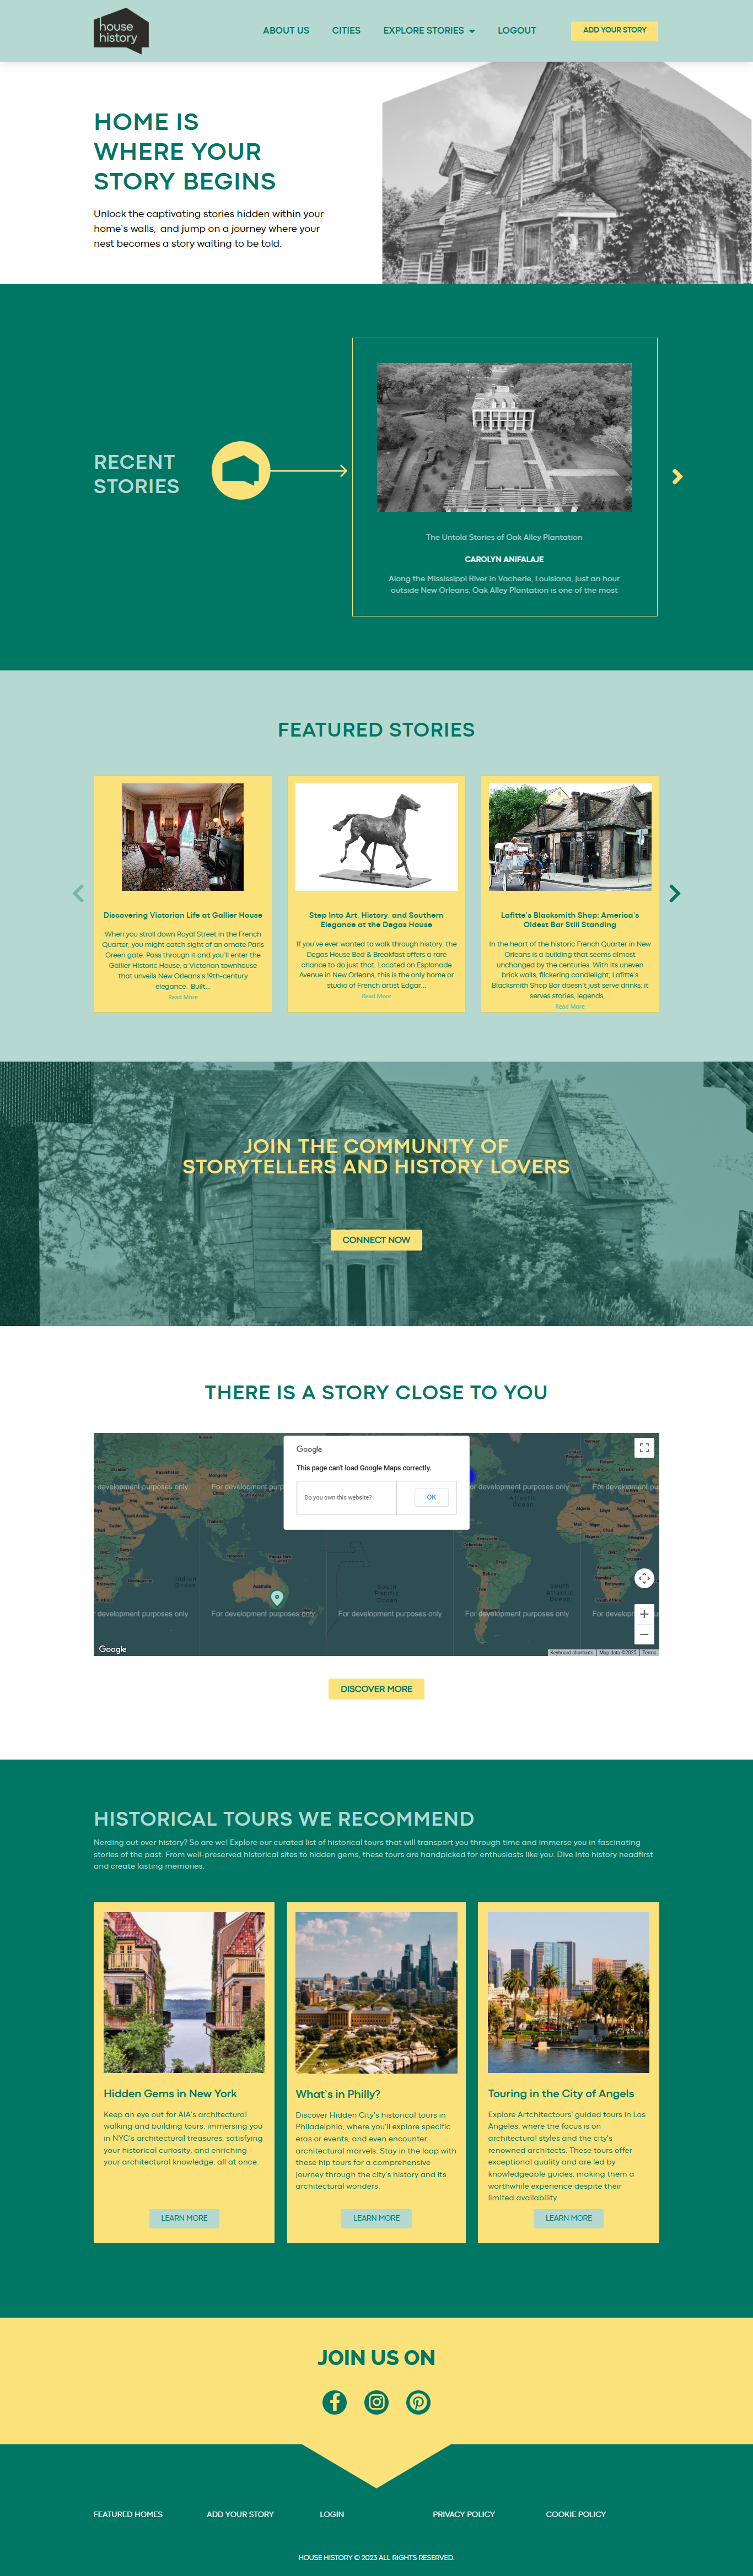 house
history
ABOUT US
CITIES
EXPLORE STORIES
LOGOUT
ADD YOUR STORY
HOME IS
WHERE YOUR
STORY BEGINS
Unlock the captivating stories hidden within your
home's walls, and jump on a journey where your
nest becomes a story waiting to be told.
RECENT
STORIES
The Untold Stories of Oak Alley Plantation
CAROLYN ANIFALAJE
Along the Mississippi River in Vacherie, Louisiana, just an hour
outside New Orleans, Oak Alley Plantation is one of the most
FEATURED STORIES
Discovering Victorian Life at Gallier House
When you stroll down Royal Street in the French
Quarter, you might catch sight of an ornate Paris
Green gate. Pass through it and you'll enter the
Gallier Historic House, a Victorian townhouse
that unveils New Orleans's 19th-century
elegance. Built...
Read More
Step Into Art, History, and Southern
Elegance at the Degas House
If you've ever wanted to walk through history, the
Degas House Bed & Breakfast offers a rare
chance to do just that. Located on Esplanade
Avenue in New Orleans, this is the only home or
studio of French artist Edgar...
Read More
Lafitte's Blacksmith Shop: America's
Oldest Bar Still Standing
In the heart of the historic French Quarter in New
Orleans is a building that seems almost
unchanged by the centuries. With its uneven
brick walls, flickering candlelight, Lafitte's
Blacksmith Shop Bar doesn't just serve drinks; it
serves stories, legends,...
Read More
JOIN THE COMMUNITY OF
STORYTELLERS AND HISTORY LOVERS
CONNECT NOW
THERE IS A STORY CLOSE TO YOU
Google
This page can't load Google Maps correctly.
Do you own this website?
OK
For development purposes only
For development purposes only
For development purposes only
For development purposes only
Australia
Brazil
Google
Keyboard shortcuts
Map data ©2025
Terms
DISCOVER MORE
HISTORICAL TOURS WE RECOMMEND
Nerding out over history? So are we! Explore our curated list of historical tours that will transport you through time and immerse you in fascinating
stories of the past. From well-preserved historical sites to hidden gems, these tours are handpicked for enthusiasts like you. Dive into history headfirst
and create lasting memories.
Hidden Gems in New York
Keep an eye out for AIA's architectural
walking and building tours, immersing you
in NYC's architectural treasures, satisfying
your historical curiosity, and enriching
your architectural knowledge, all at once.
LEARN MORE
What's in Philly?
Discover Hidden City's historical tours in
Philadelphia, where you'll explore specific
eras or events, and even encounter
architectural marvels. Stay in the loop with
these hip tours for a comprehensive
journey through the city's history and its
architectural wonders.
LEARN MORE
Touring in the City of Angels
Explore Artchitectours' guided tours in Los
Angeles, where the focus is on
architectural styles and the city's
renowned architects. These tours offer
exceptional quality and are led by
knowledgeable guides, making them a
worthwhile experience despite their
limited availability.
LEARN MORE
JOIN US ON
FEATURED HOMES
ADD YOUR STORY
LOGIN
PRIVACY POLICY
COOKIE POLICY
HOUSE HISTORY © 2023 ALL RIGHTS RESERVED.